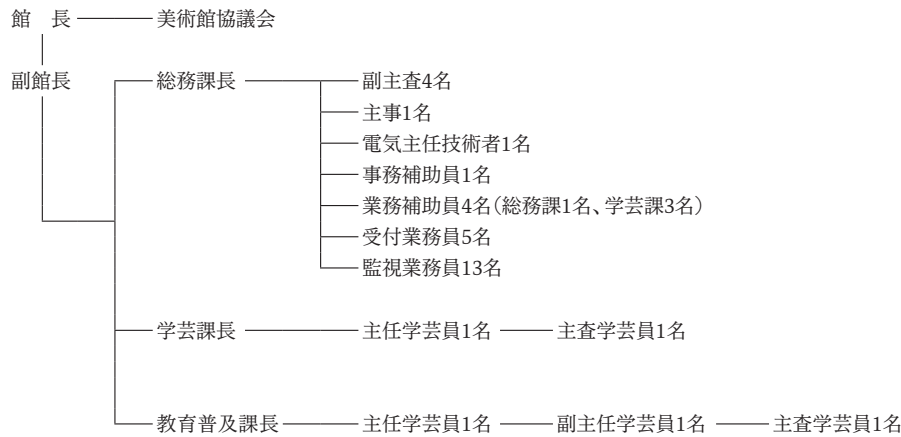 館　長　美術館協議会
副館長　総務課長　副主査4名
主事1名
電気主任技術者1名
事務補助員1名
業務補助員4名（総務課1名、学芸課3名）
受付業務員5名
監視業務員13名
学芸課長　主任学芸員1名　主査学芸員1名
教育普及課長　主任学芸員1名　副主任学芸員1名　主査学芸員1名